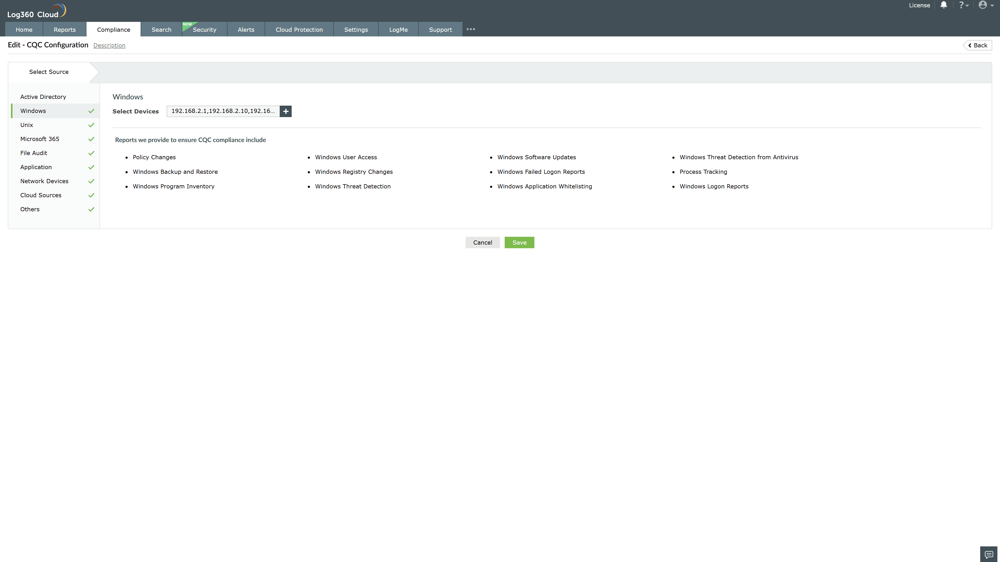 Log360 Cloud
License
?
Home
Reports
Compliance
Search
NEW
Security
Alerts
Cloud Protection
Settings
LogMe
Support
Edit - CQC Configuration
Description
Back
Select Source
Active Directory
Windows
Unix
Microsoft 365
File Audit
Application
Network Devices
Cloud Sources
Others
Windows
Select Devices
192.168.2.1,192.168.2.10,192.16...
Reports we provide to ensure CQC compliance include
Policy Changes
Windows User Access
Windows Software Updates
Windows Threat Detection from Antivirus
Windows Backup and Restore
Windows Registry Changes
Windows Failed Logon Reports
Process Tracking
Windows Program Inventory
Windows Threat Detection
Windows Application Whitelisting
Windows Logon Reports
Cancel
Save